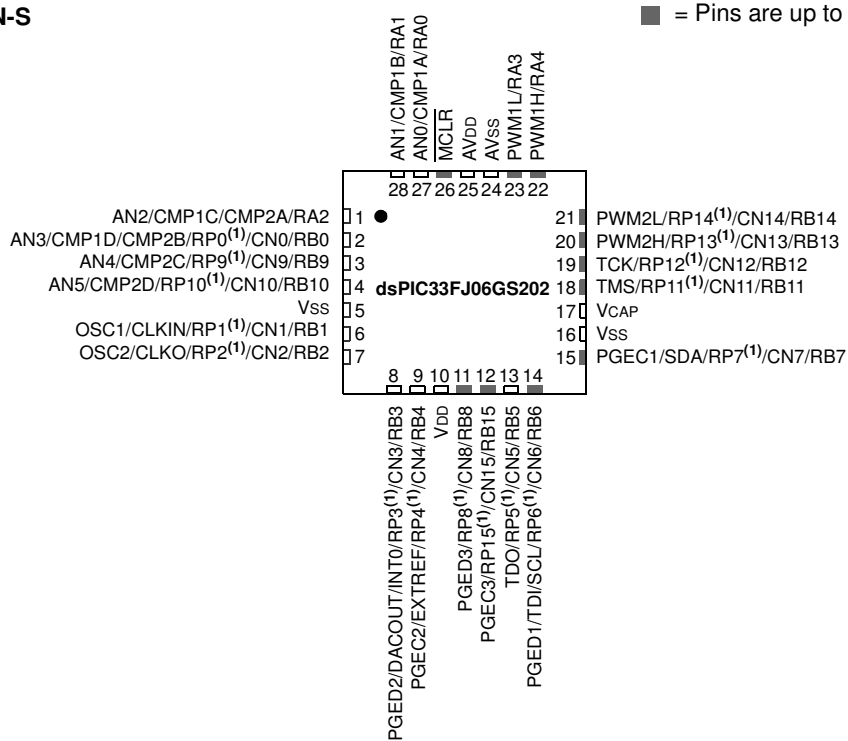 N-S
= Pins are up to
AN1/CMP1B/RA1
AN0/CMP1A/RA0
MCLR
AVDD
AVSS
PWM1L/RA3
PWM1H/RA4
28 27 26 25 24 23 22
AN2/CMP1C/CMP2A/RA2 1
AN3/CMP1D/CMP2B/RP0(1)/CN0/RB0 2
AN4/CMP2C/RP9(1)/CN9/RB9 3
AN5/CMP2D/RP10(1)/CN10/RB10 4
VSS 5
OSC1/CLKIN/RP1(1)/CN1/RB1 6
OSC2/CLKO/RP2(1)/CN2/RB2 7
dsPIC33FJ06GS202
21 PWM2L/RP14(1)/CN14/RB14
20 PWM2H/RP13(1)/CN13/RB13
19 TCK/RP12(1)/CN12/RB12
18 TMS/RP11(1)/CN11/RB11
17 VCAP
16 VSS
15 PGEC1/SDA/RP7(1)/CN7/RB7
8 9 10 11 12 13 14
PGED2/DACOUT/INT0/RP3(1)/CN3/RB3
PGEC2/EXTREF/RP4(1)/CN4/RB4
VDD
PGED3/RP8(1)/CN8/RB8
PGEC3/RP15(1)/CN15/RB15
TDO/RP5(1)/CN5/RB5
PGED1/TDI/SCL/RP6(1)/CN6/RB6